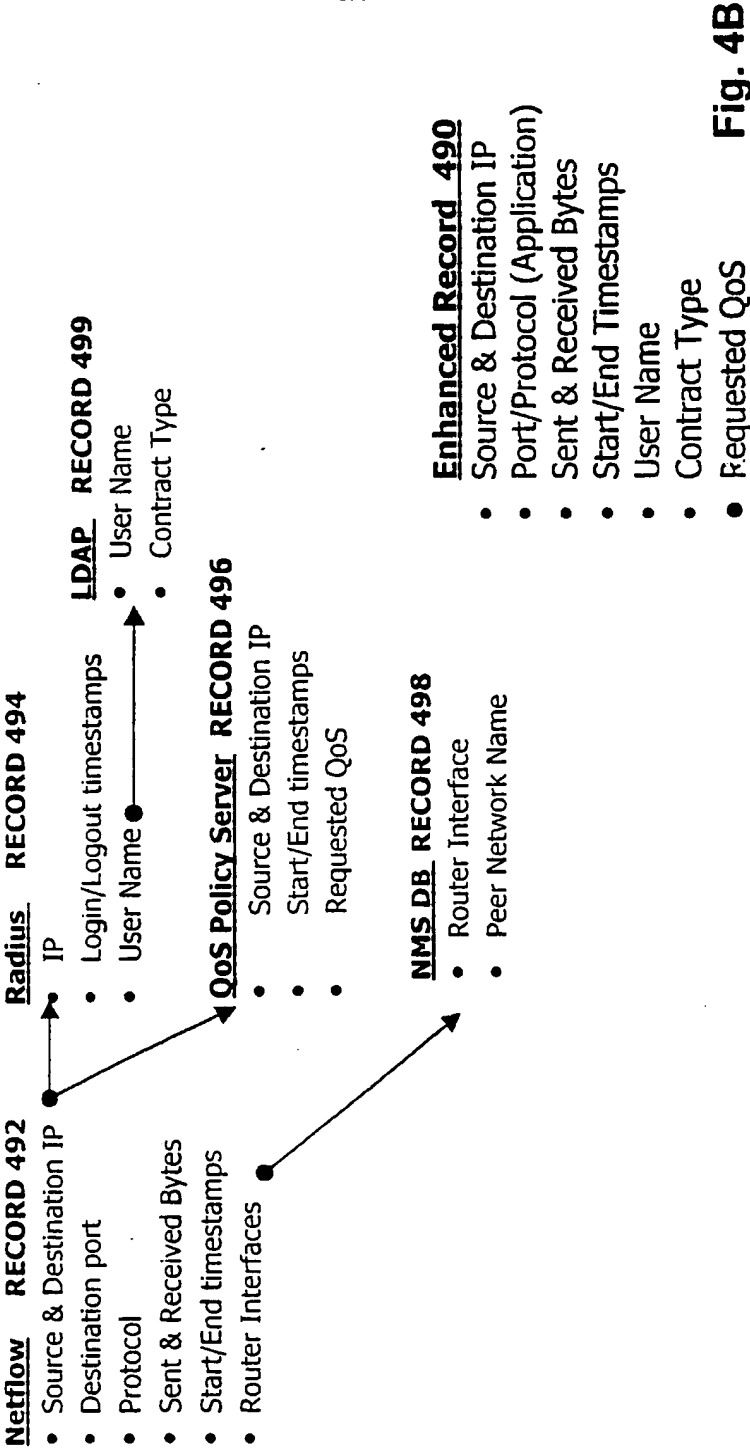 Netflow RECORD 492
• Source & Destination IP
• Destination port
• Protocol
• Sent & Received Bytes
• Start/End timestamps
• Router Interfaces
Radius RECORD 494
• IP
• Login/Logout timestamps
• User Name
LDAP RECORD 499
• User Name
• Contract Type
QoS Policy Server RECORD 496
• Source & Destination IP
• Start/End timestamps
• Requested QoS
NMS DB RECORD 498
• Router Interface
• Peer Network Name
Enhanced Record 490
• Source & Destination IP
• Port/Protocol (Application)
• Sent & Received Bytes
• Start/End Timestamps
• User Name
• Contract Type
• Requested QoS
Fig. 4B